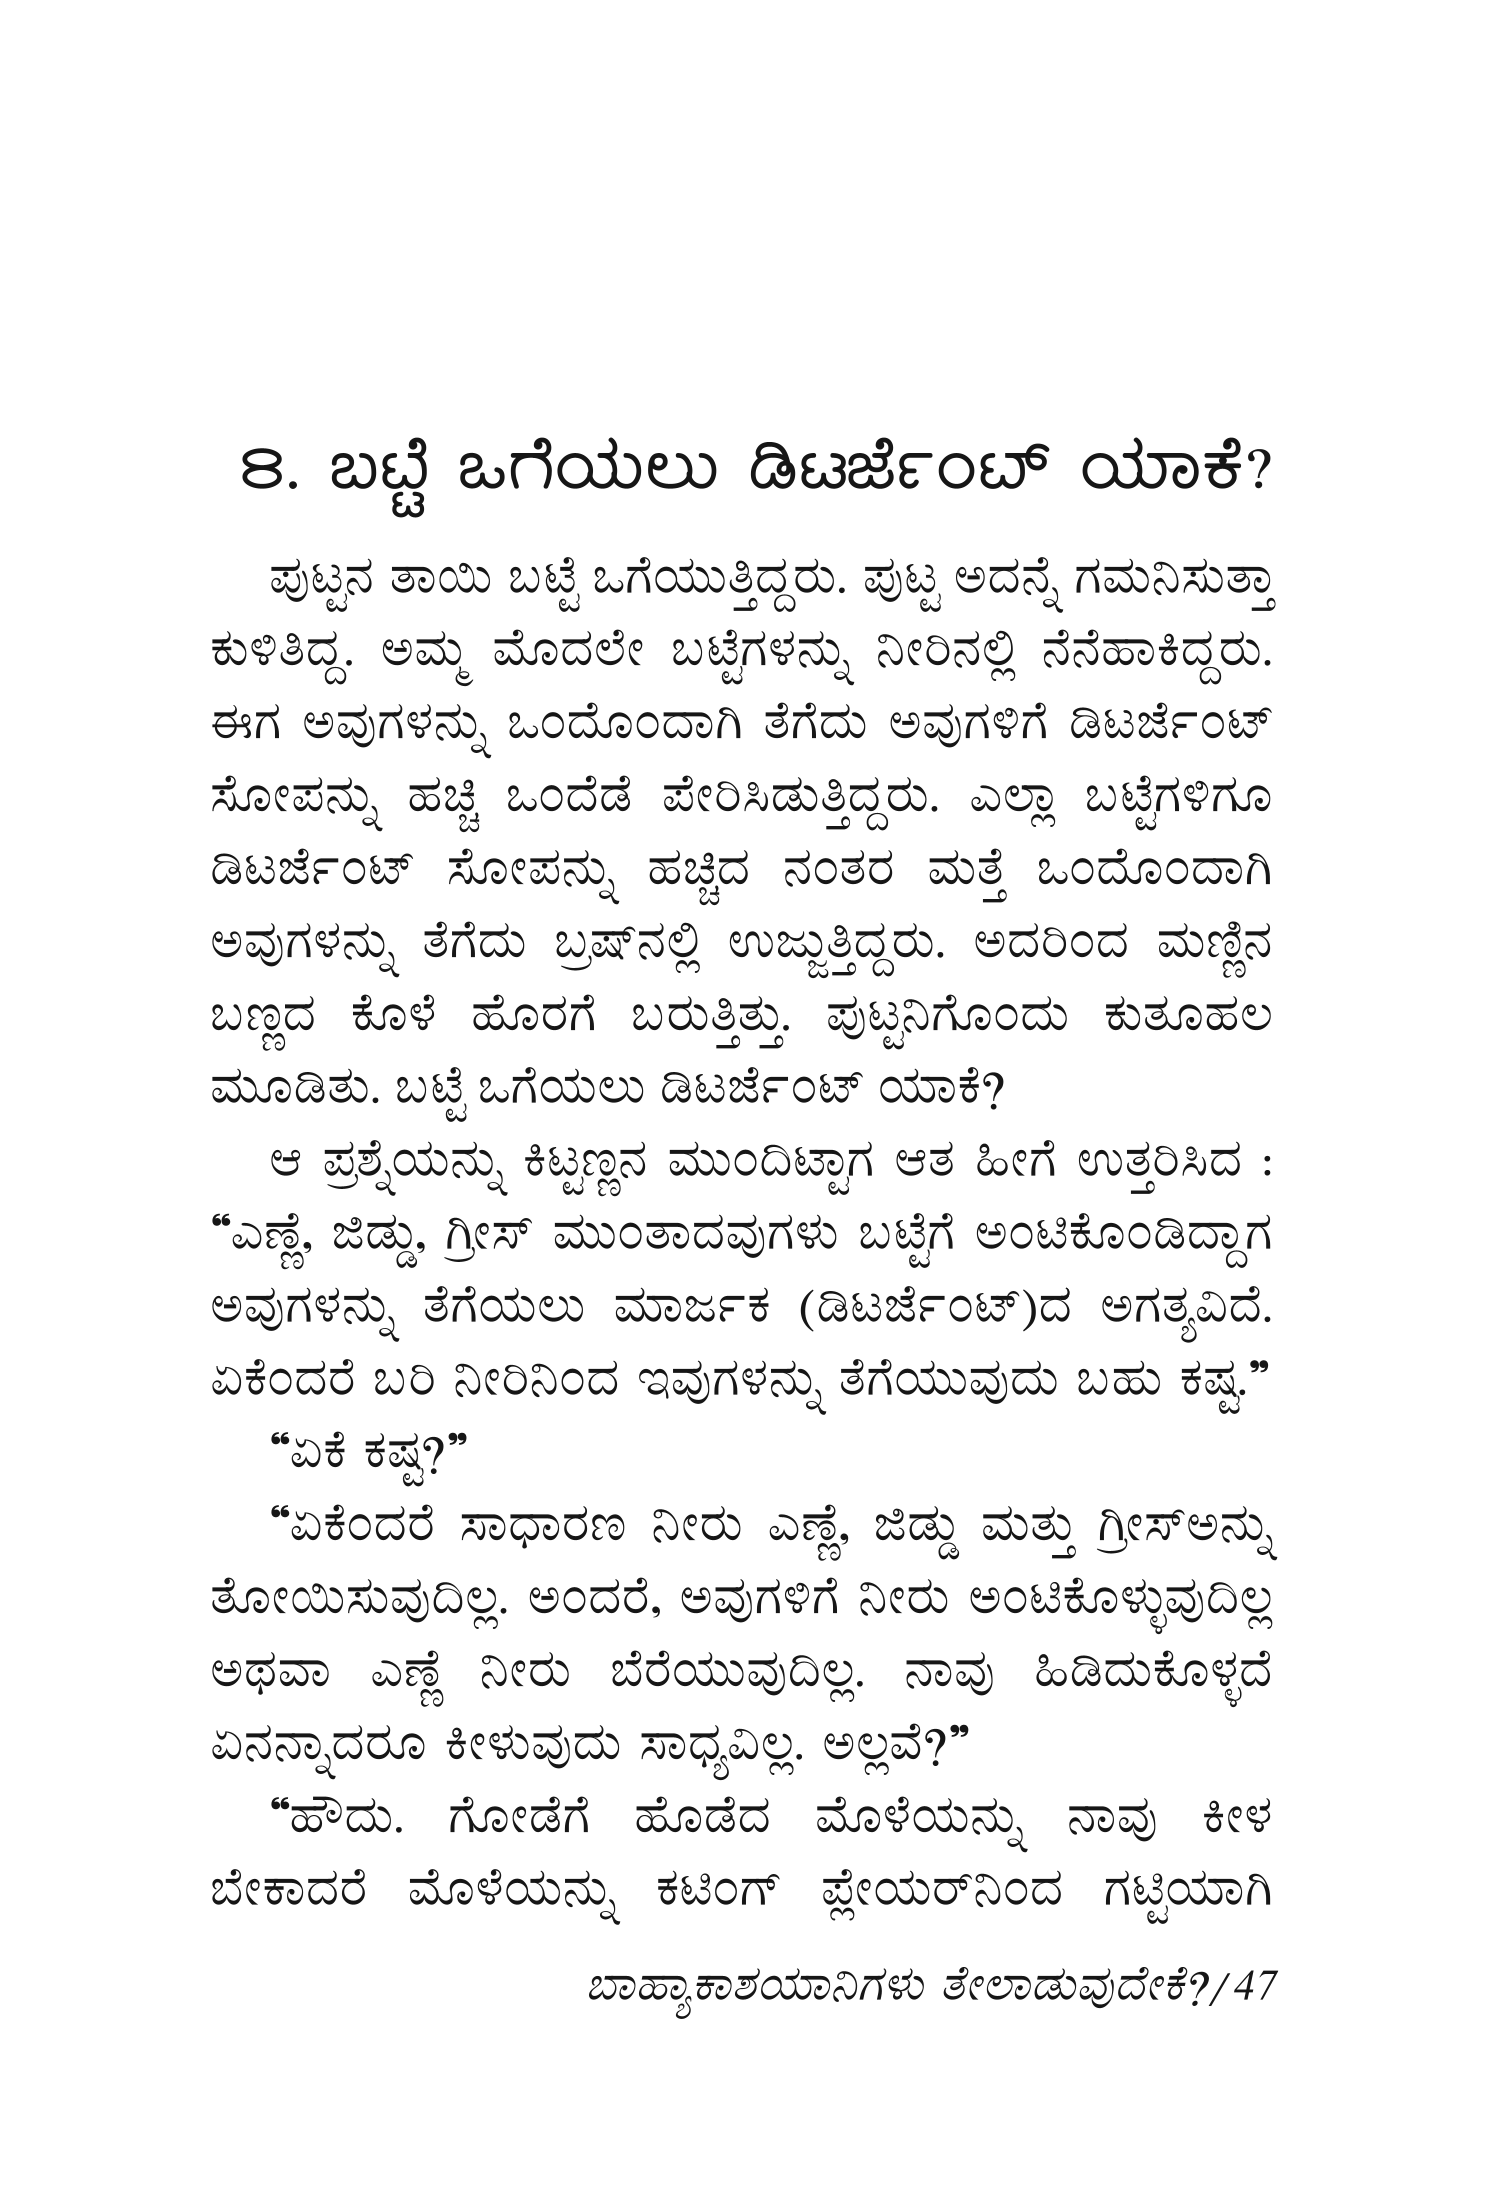 ೮. ಬಟ್ಟೆ ಒಗೆಯಲು ಡಿಟರ್ಜೆಂಟ್ ಯಾಕೆ?
ಪುಟ್ಟನ ತಾಯಿ ಬಟ್ಟೆ ಒಗೆಯುತ್ತಿದ್ದರು. ಪುಟ್ಟ ಅದನ್ನೆ ಗಮನಿಸುತ್ತಾ
ಕುಳಿತಿದ್ದ. ಅಮ್ಮ ಮೊದಲೇ ಬಟ್ಟೆಗಳನ್ನು ನೀರಿನಲ್ಲಿ ನೆನೆಹಾಕಿದ್ದರು.
ಈಗ ಅವುಗಳನ್ನು ಒಂದೊಂದಾಗಿ ತೆಗೆದು ಅವುಗಳಿಗೆ ಡಿಟರ್ಜೆಂಟ್
ಸೋಪನ್ನು ಹಚ್ಚಿ ಒಂದೆಡೆ ಪೇರಿಸಿಡುತ್ತಿದ್ದರು. ಎಲ್ಲಾ ಬಟ್ಟೆಗಳಿಗೂ
ಡಿಟರ್ಜೆಂಟ್ ಸೋಪನ್ನು ಹಚ್ಚಿದ ನಂತರ ಮತ್ತೆ ಒಂದೊಂದಾಗಿ
ಅವುಗಳನ್ನು ತೆಗೆದು ಬ್ರಷ್‌ನಲ್ಲಿ ಉಜ್ಜುತ್ತಿದ್ದರು. ಅದರಿಂದ ಮಣ್ಣಿನ
ಬಣ್ಣದ ಕೊಳೆ ಹೊರಗೆ ಬರುತ್ತಿತ್ತು. ಪುಟ್ಟನಿಗೊಂದು ಕುತೂಹಲ
ಮೂಡಿತು. ಬಟ್ಟೆ ಒಗೆಯಲು ಡಿಟರ್ಜೆಂಟ್ ಯಾಕೆ?
ಆ ಪ್ರಶ್ನೆಯನ್ನು ಕಿಟ್ಟಣ್ಣನ ಮುಂದಿಟ್ಟಾಗ ಆತ ಹೀಗೆ ಉತ್ತರಿಸಿದ :
“ಎಣ್ಣೆ, ಜಿಡ್ಡು, ಗ್ರೀಸ್ ಮುಂತಾದವುಗಳು ಬಟ್ಟೆಗೆ ಅಂಟಿಕೊಂಡಿದ್ದಾಗ
ಅವುಗಳನ್ನು ತೆಗೆಯಲು ಮಾರ್ಜಕ (ಡಿಟರ್ಜೆಂಟ್)ದ ಅಗತ್ಯವಿದೆ.
ಏಕೆಂದರೆ ಬರಿ ನೀರಿನಿಂದ ಇವುಗಳನ್ನು ತೆಗೆಯುವುದು ಬಹು ಕಷ್ಟ.”
“ಏಕೆ ಕಷ್ಟ?”
“ಏಕೆಂದರೆ ಸಾಧಾರಣ ನೀರು ಎಣ್ಣೆ, ಜಿಡ್ಡು ಮತ್ತು ಗ್ರೀಸ್‌ಅನ್ನು
ತೋಯಿಸುವುದಿಲ್ಲ. ಅಂದರೆ, ಅವುಗಳಿಗೆ ನೀರು ಅಂಟಿಕೊಳ್ಳುವುದಿಲ್ಲ
ಅಥವಾ ಎಣ್ಣೆ ನೀರು ಬೆರೆಯುವುದಿಲ್ಲ. ನಾವು ಹಿಡಿದುಕೊಳ್ಳದೆ
ಏನನ್ನಾದರೂ ಕೀಳುವುದು ಸಾಧ್ಯವಿಲ್ಲ. ಅಲ್ಲವೆ?”
“ಹೌದು. ಗೋಡೆಗೆ ಹೊಡೆದ ಮೊಳೆಯನ್ನು ನಾವು ಕೀಳ
ಬೇಕಾದರೆ ಮೊಳೆಯನ್ನು ಕಟಿಂಗ್ ಪ್ಲೇಯರ್‌ನಿಂದ ಗಟ್ಟಿಯಾಗಿ
ಬಾಹ್ಯಾಕಾಶಯಾನಿಗಳು ತೇಲಾಡುವುದೇಕೆ?/47